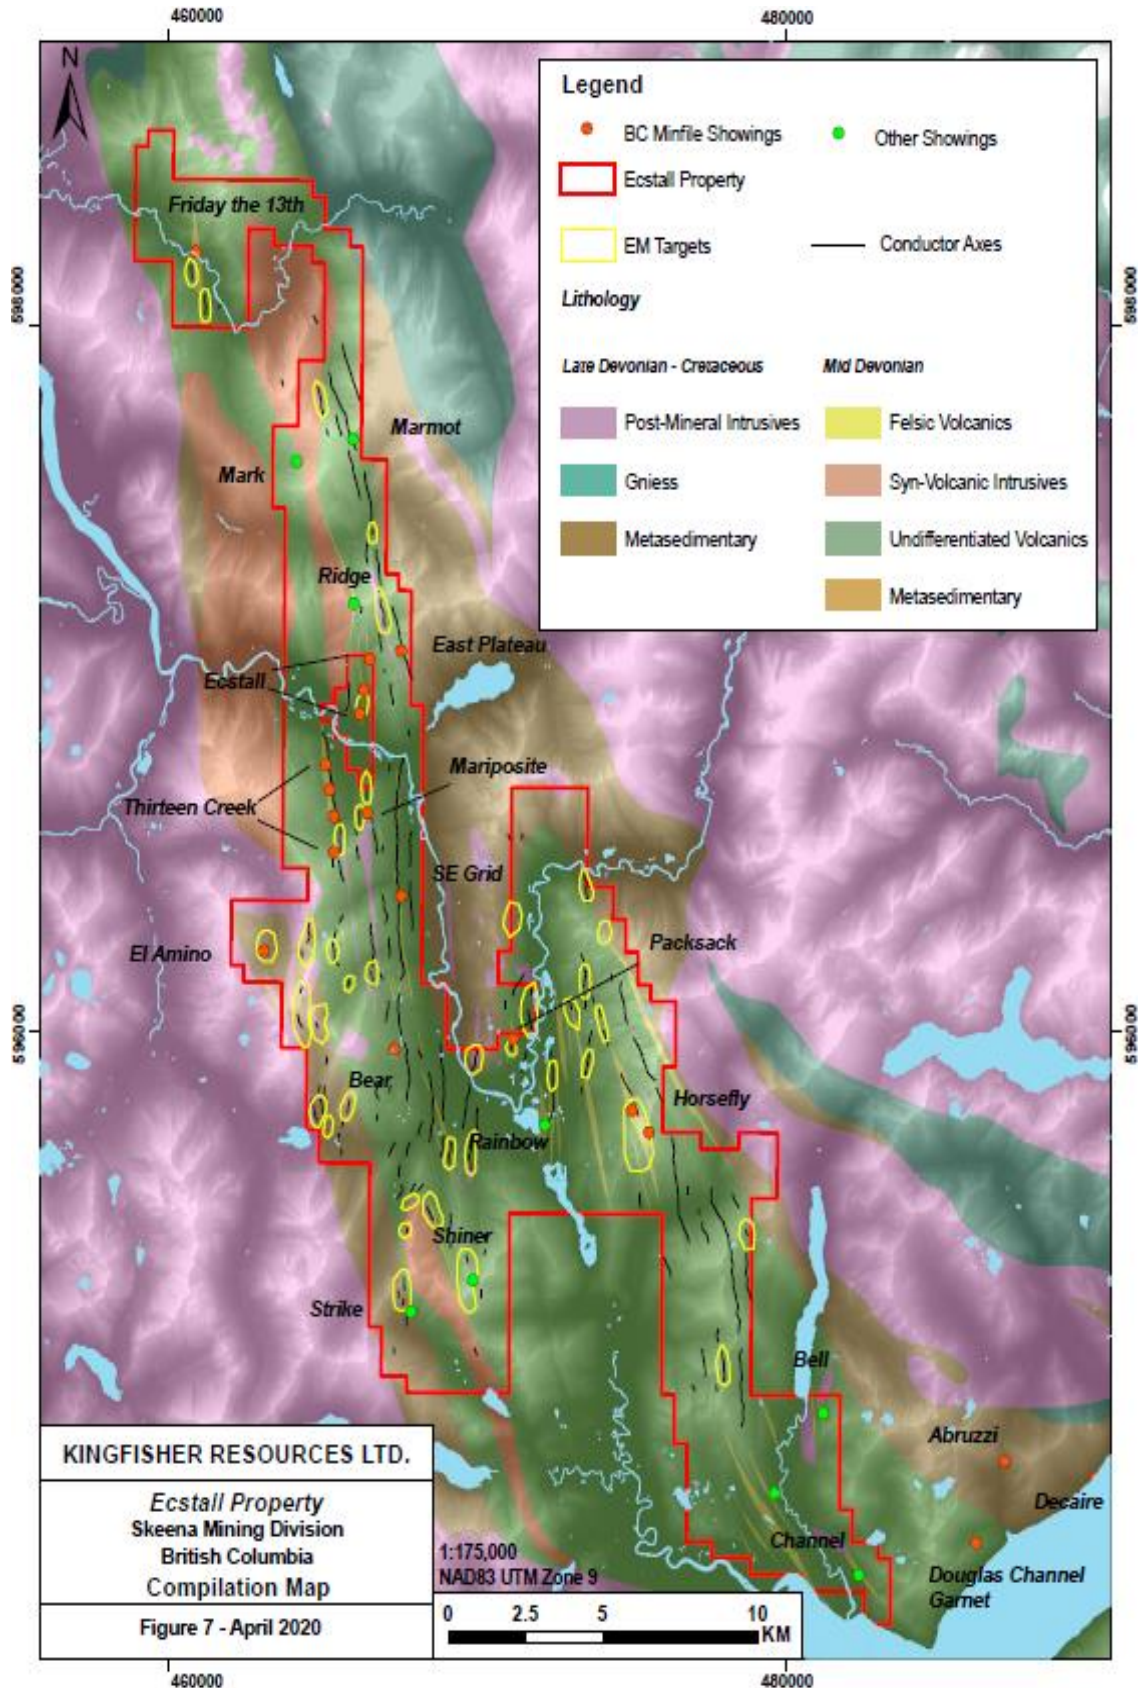 460000
480000
N
Legend
BC Minfile Showings
Other Showings
Ecstall Property
EM Targets
Conductor Axes
Lithology
Late Devonian - Cretaceous
Mid Devonian
Post-Mineral Intrusives
Felsic Volcanics
Gniess
Syn-Volcanic Intrusives
Metasedimentary
Undifferentiated Volcanics
Metasedimentary
Friday the 13th
598000
598000
Marmot
Mark
Ridge
East Plateau
Ecstall
Mariposite
Thirteen Creek
SE Grid
Packsack
El Amino
596000
596000
Bear
Horsefly
Rainbow
Shiner
Strike
Bell
Abruzzi
Decaire
Channel
Douglas Channel
Garnet
KINGFISHER RESOURCES LTD.
Ecstall Property
Skeena Mining Division
British Columbia
Compilation Map
Figure 7 - April 2020
1:175,000
NAD83 UTM Zone 9
0 2.5 5 10
KM
460000
480000